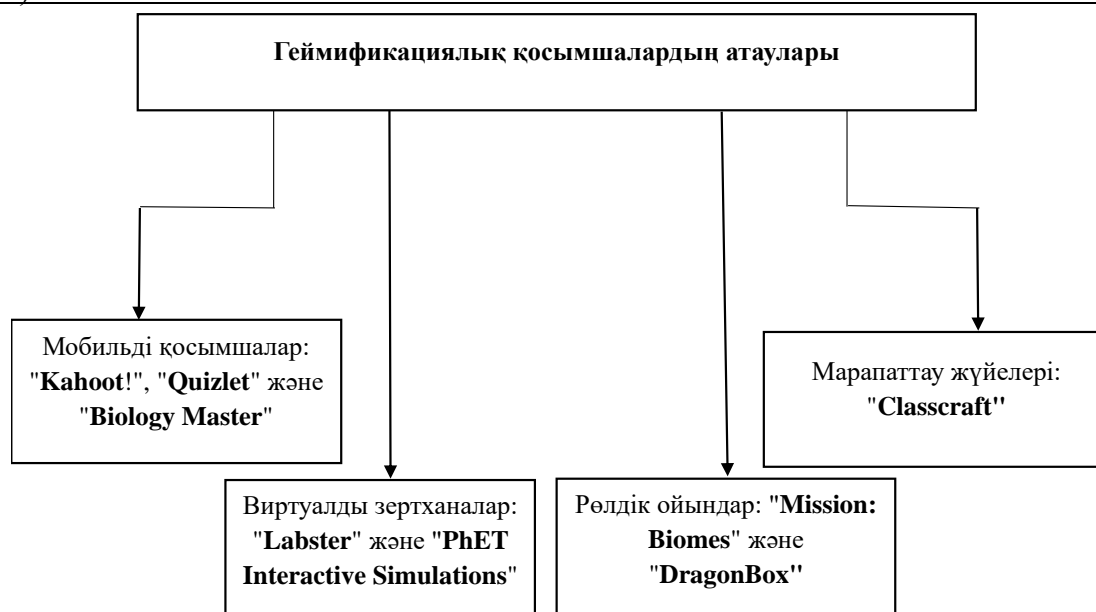 Геймификациялық қосымшалардың атаулары
Мобильді қосымшалар:
"Kahoot!", "Quizlet" және
"Biology Master"
Марапаттау жүйелері:
"Classcraft"
Виртуалды зертханалар:
"Labster" және "PhET
Interactive Simulations"
Рөлдік ойындар: "Mission:
Biomes" және
"DragonBox"